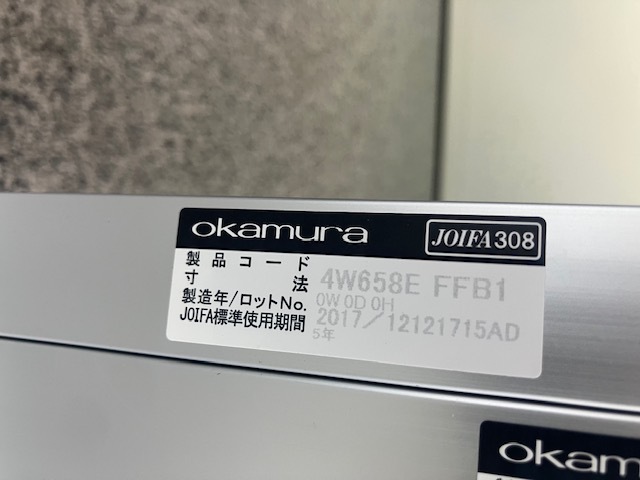 okamura JOIFA308
製品コード 4W658E FFB1
寸法 0W 0D 0H
製造年/ロットNo. 2017/12121715AD
JOIFA標準使用期間 5年
okamu